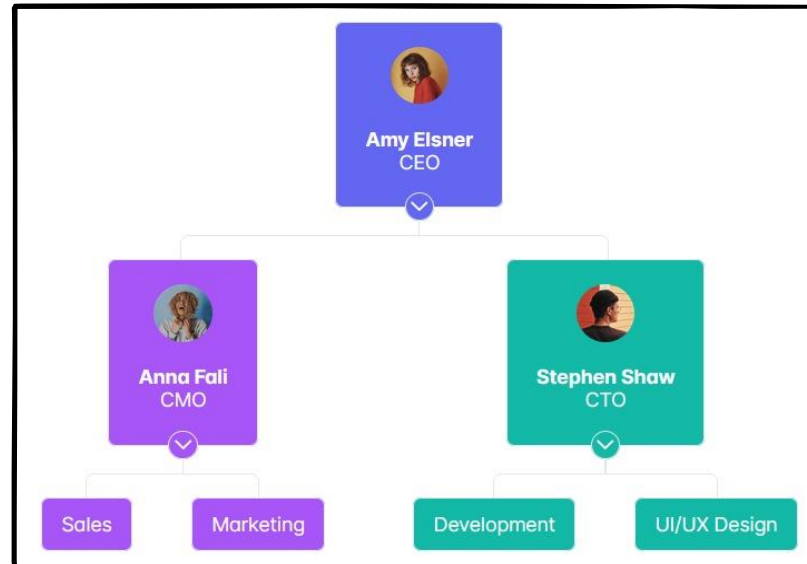 Amy Elsner
CEO
Anna Fali
CMO
Stephen Shaw
CTO
Sales
Marketing
Development
UI/UX Design